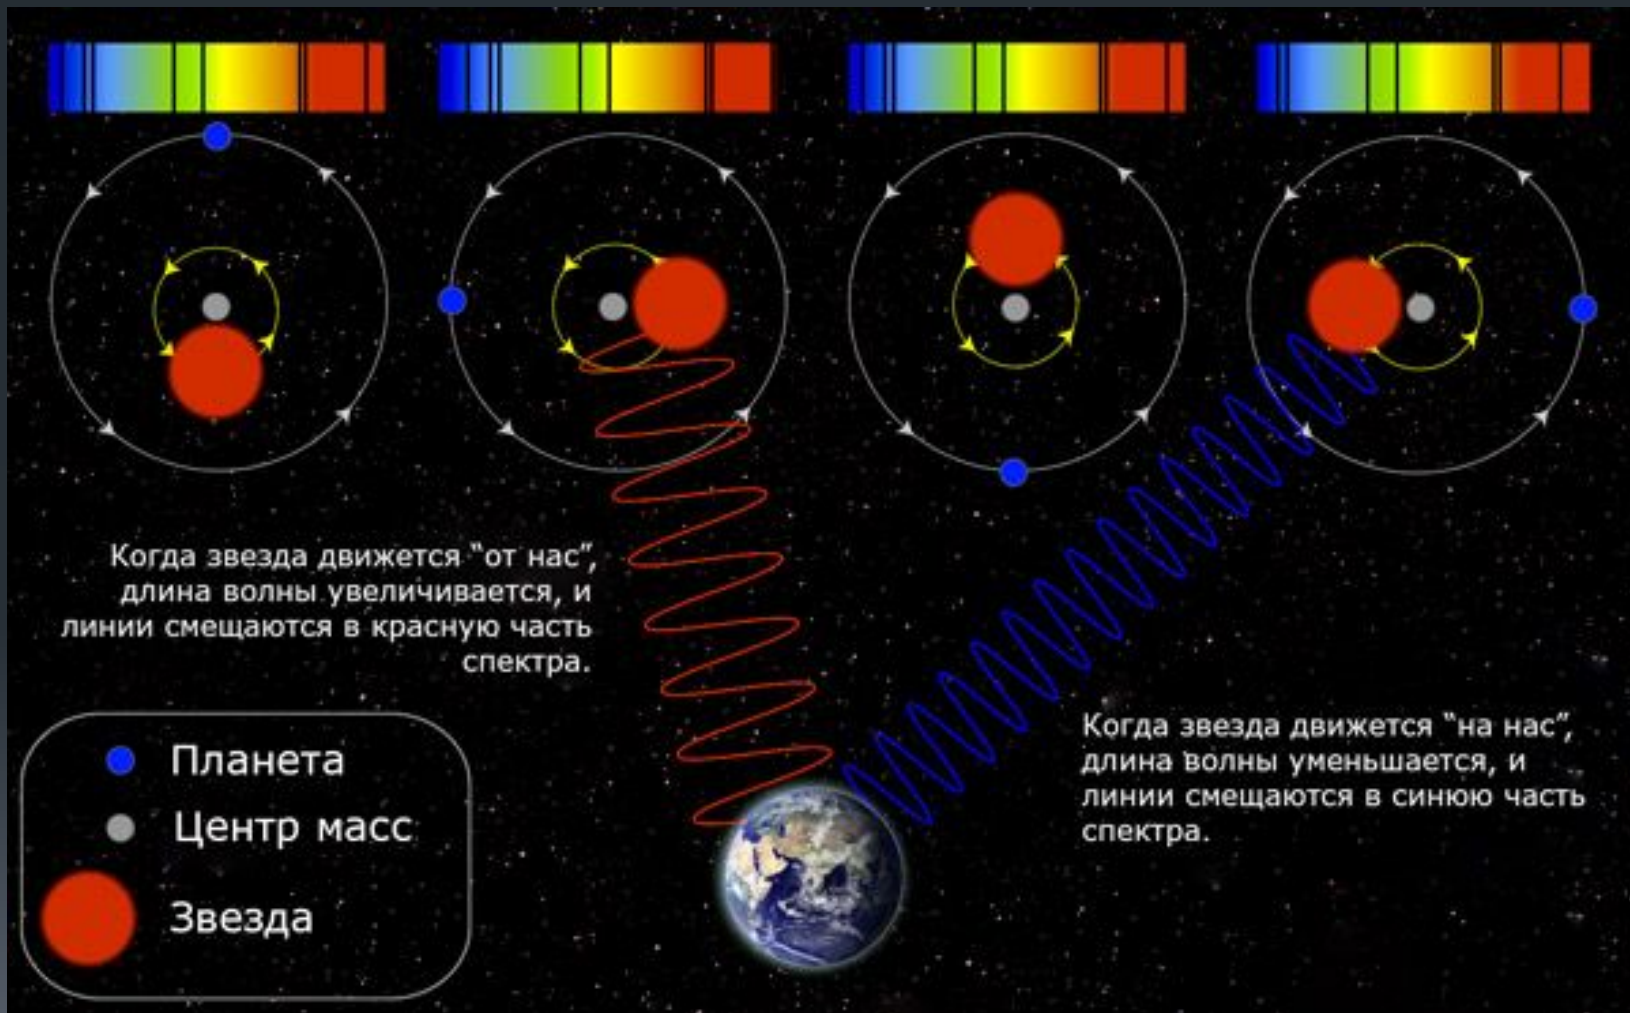 Когда звезда движется “от нас”,
длина волны увеличивается, и
линии смещаются в красную часть
спектра.
Планета
Центр масс
Звезда
Когда звезда движется “на нас”,
длина волны уменьшается, и
линии смещаются в синюю часть
спектра.